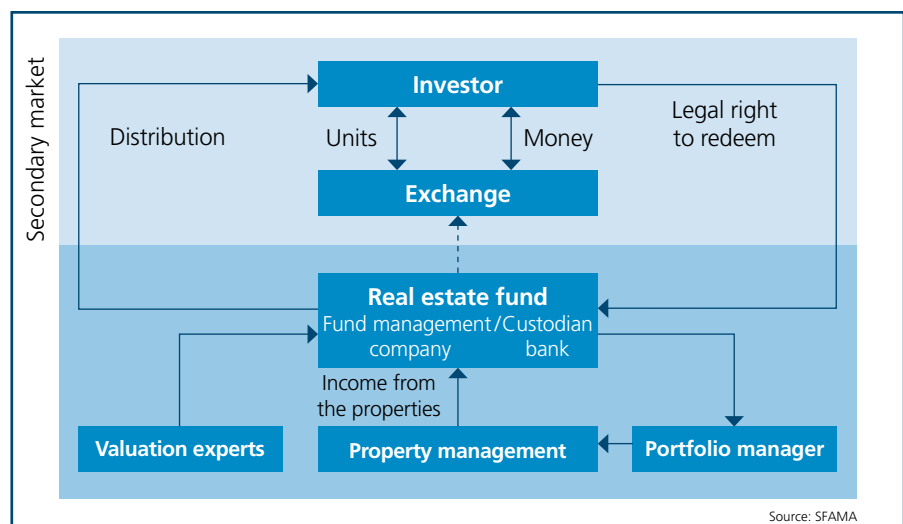 Secondary market
Investor
Distribution
Units
Money
Legal right
to redeem
Exchange
Real estate fund
Fund management/Custodian
company bank
Income from
the properties
Valuation experts
Property management
Portfolio manager
Source: SFAMA